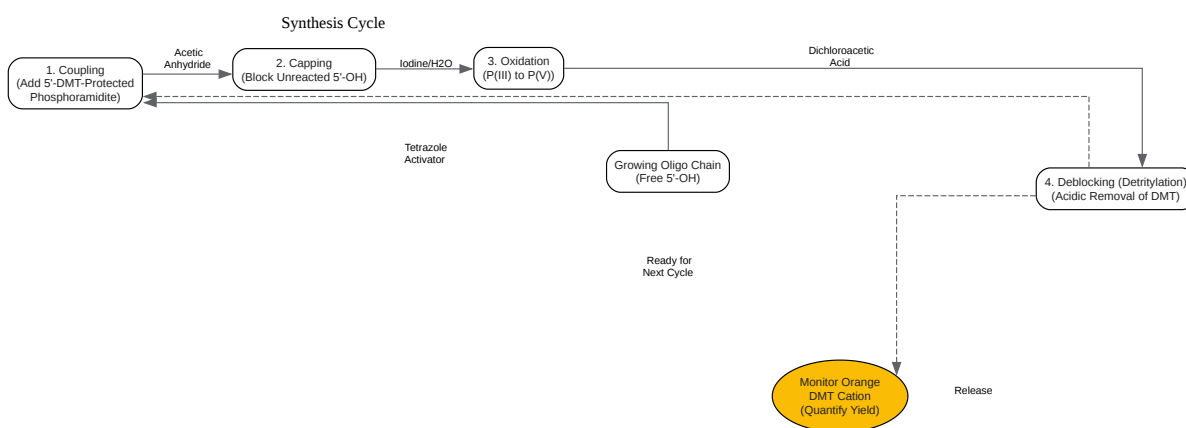 Synthesis Cycle
1. Coupling
(Add 5'-DMT-Protected
Phosphoramidite)
Acetic
Anhydride
2. Capping
(Block Unreacted 5'-OH)
Iodine/H2O
3. Oxidation
(P(III) to P(V))
Dichloroacetic
Acid
Tetrazole
Activator
Growing Oligo Chain
(Free 5'-OH)
4. Deblocking (Detritylation)
(Acidic Removal of DMT)
Ready for
Next Cycle
Monitor Orange
DMT Cation
(Quantify Yield)
Release